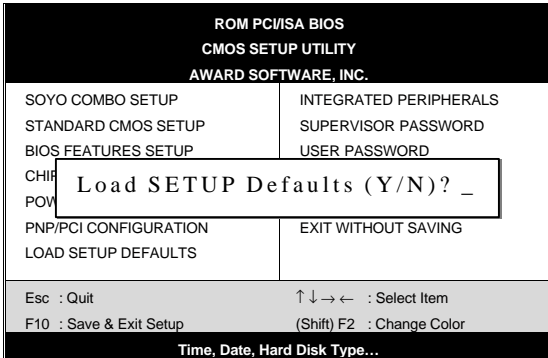 ROM PCI/ISA BIOS
CMOS SETUP UTILITY
AWARD SOFTWARE, INC.
SOYO COMBO SETUP
STANDARD CMOS SETUP
BIOS FEATURES SETUP
PNP/PCI CONFIGURATION
LOAD SETUP DEFAULTS
INTEGRATED PERIPHERALS
SUPERVISOR PASSWORD
USER PASSWORD
EXIT WITHOUT SAVING
Load SETUP Defaults (Y/N)? _
Esc : Quit
↑ ↓ → ← : Select Item
F10 : Save & Exit Setup
(Shift) F2 : Change Color
Time, Date, Hard Disk Type…